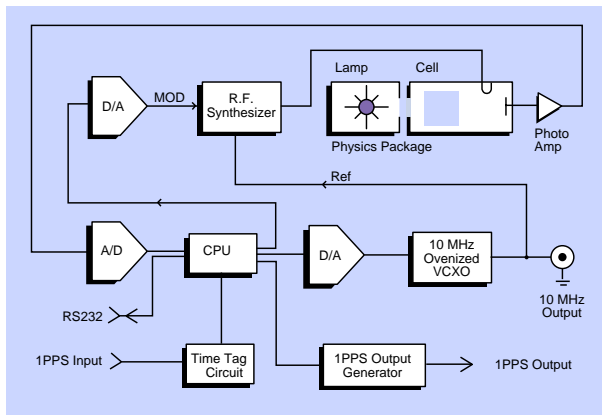 Lamp
Cell
D/A
MOD
R.F.
Synthesizer
Physics Package
Photo
Amp
Ref
A/D
CPU
D/A
10 MHz
Ovenized
VCXO
10 MHz
Output
RS232
1PPS Input
Time Tag
Circuit
1PPS Output
Generator
1PPS Output